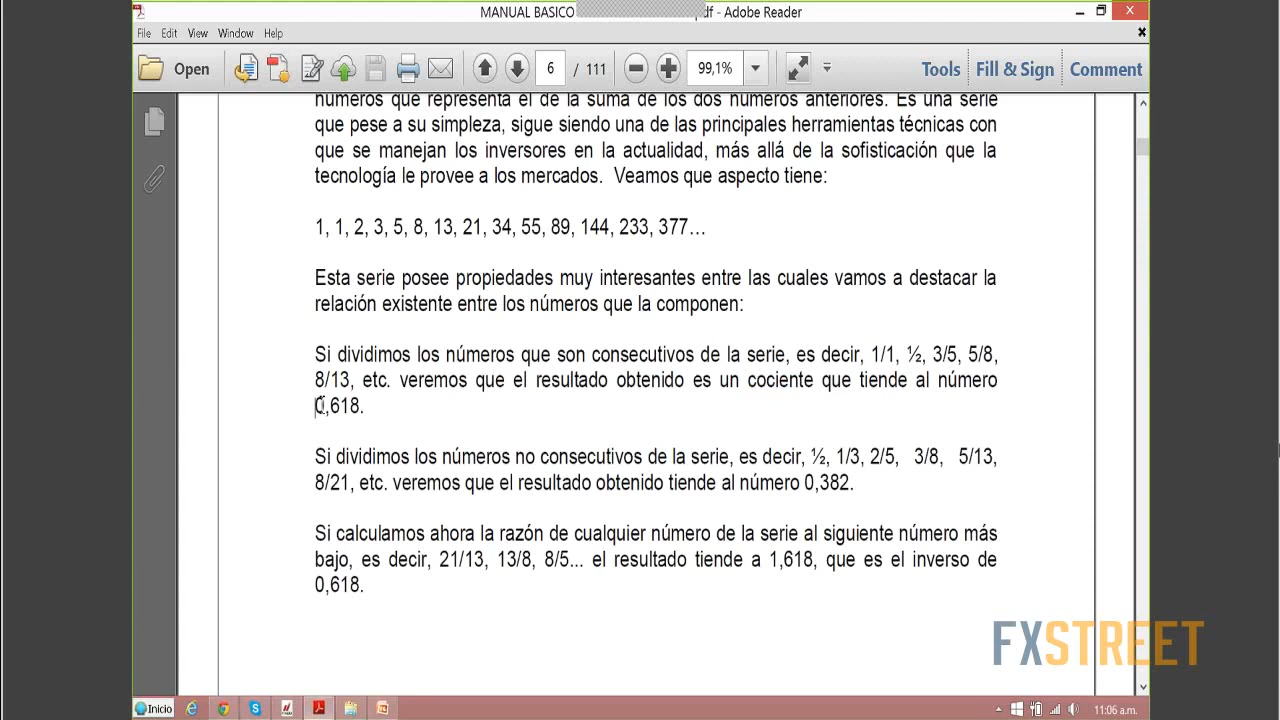 MANUAL BASICO df - Adobe Reader
File Edit View Window Help
Open 6 / 111 99,1% Tools Fill & Sign Comment
números que representa el de la suma de los dos números anteriores. Es una serie
que pese a su simpleza, sigue siendo una de las principales herramientas técnicas con
que se manejan los inversores en la actualidad, más allá de la sofisticación que la
tecnología le provee a los mercados. Veamos que aspecto tiene:
1, 1, 2, 3, 5, 8, 13, 21, 34, 55, 89, 144, 233, 377…
Esta serie posee propiedades muy interesantes entre las cuales vamos a destacar la
relación existente entre los números que la componen:
Si dividimos los números que son consecutivos de la serie, es decir, 1/1, ½, 3/5, 5/8,
8/13, etc. veremos que el resultado obtenido es un cociente que tiende al número
0,618.
Si dividimos los números no consecutivos de la serie, es decir, ½, 1/3, 2/5, 3/8, 5/13,
8/21, etc. veremos que el resultado obtenido tiende al número 0,382.
Si calculamos ahora la razón de cualquier número de la serie al siguiente número más
bajo, es decir, 21/13, 13/8, 8/5... el resultado tiende a 1,618, que es el inverso de
0,618.
FXSTREET
Inicio 11:06 a.m.